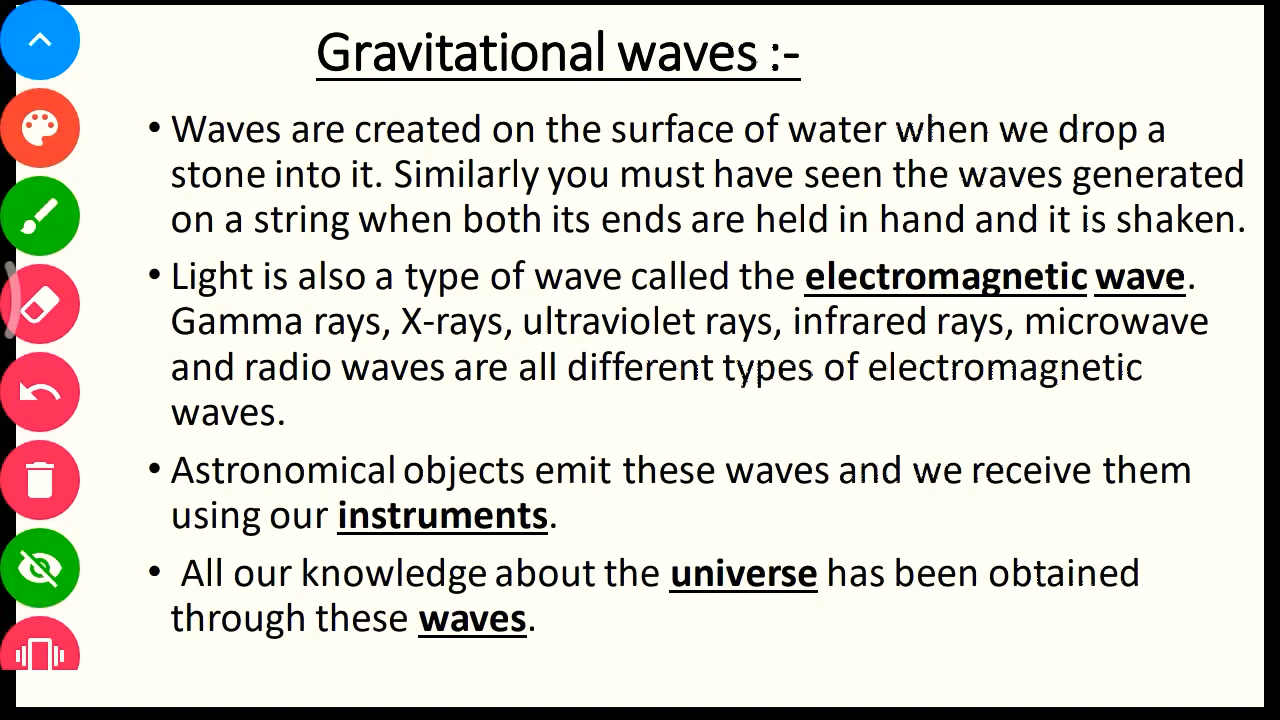 Gravitational waves :-
• Waves are created on the surface of water when we drop a
stone into it. Similarly you must have seen the waves generated
on a string when both its ends are held in hand and it is shaken.
• Light is also a type of wave called the electromagnetic wave.
Gamma rays, X-rays, ultraviolet rays, infrared rays, microwave
and radio waves are all different types of electromagnetic
waves.
• Astronomical objects emit these waves and we receive them
using our instruments.
• All our knowledge about the universe has been obtained
through these waves.